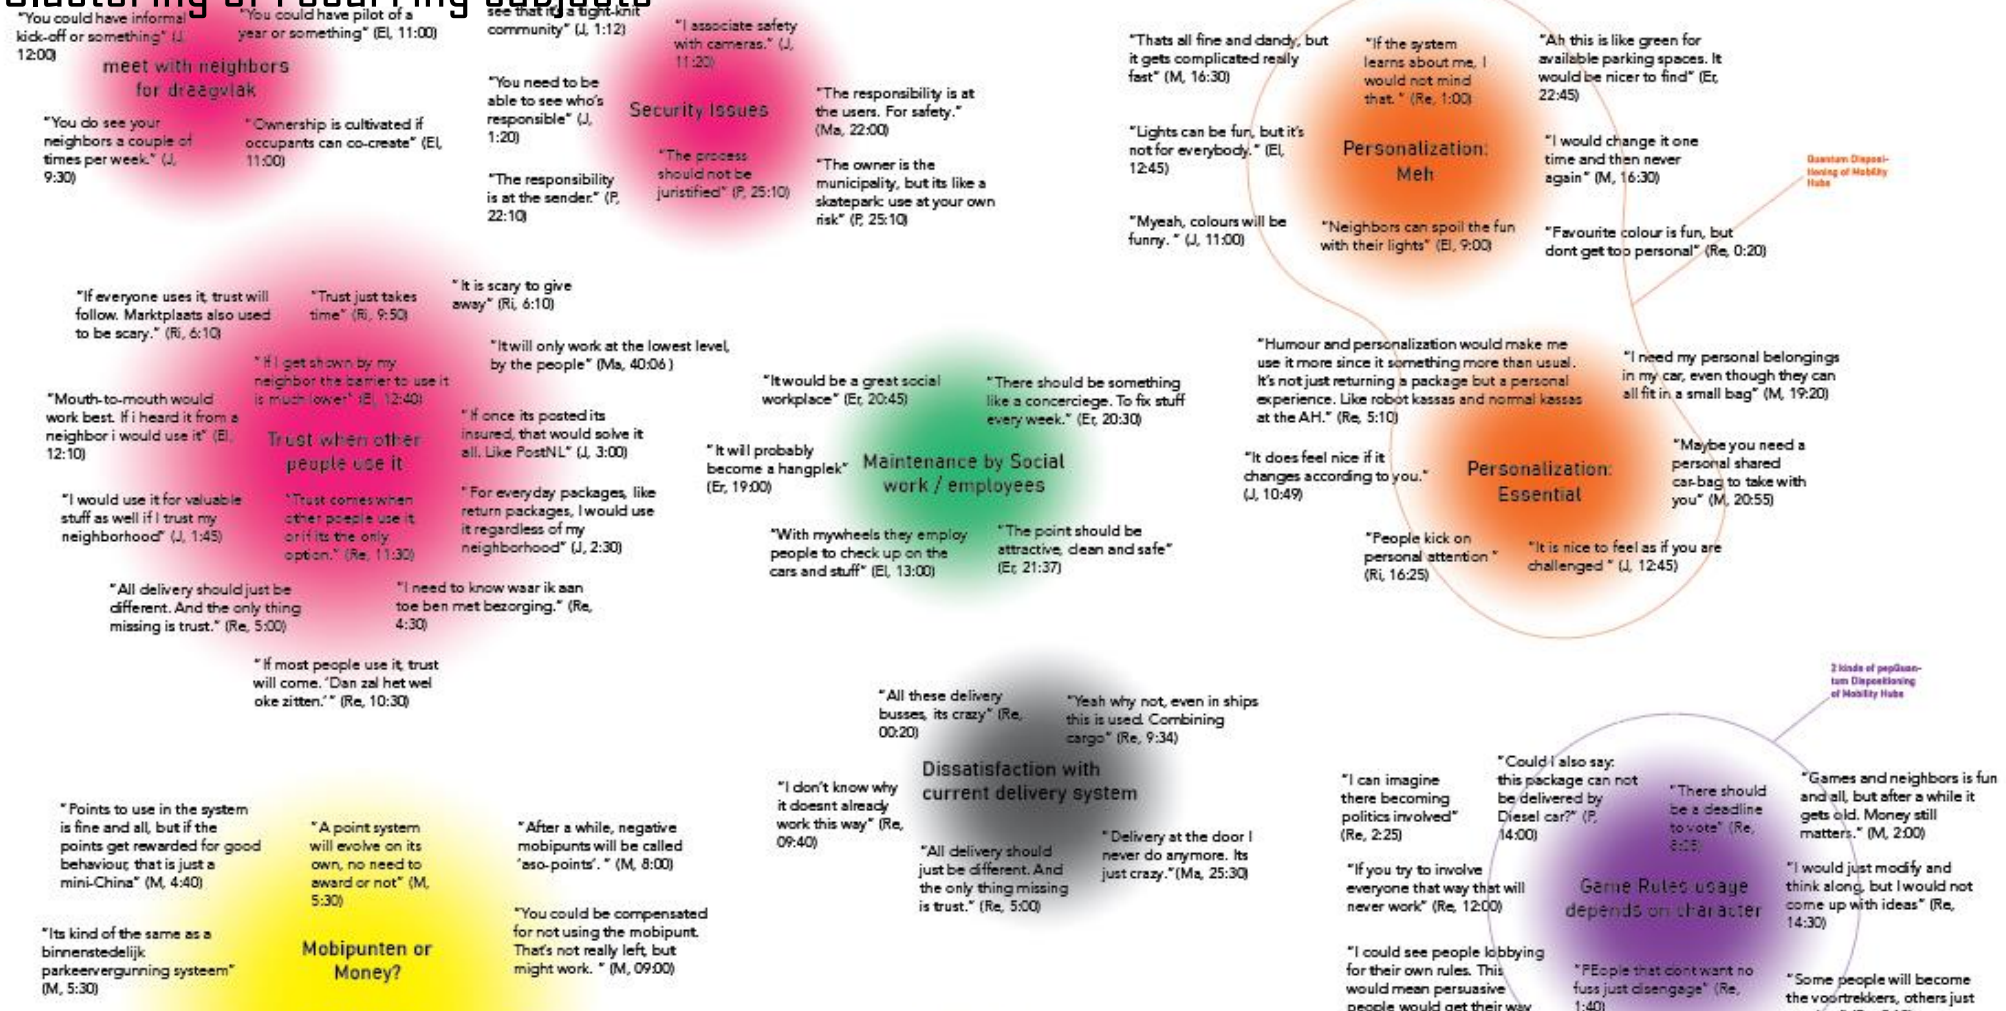 Clustering of recurring subjects
"You could have informal
kick-off or something" (J,
12:00)
"You could have pilot of a
year or something" (El, 11:00)
meet with neighbors
for draagvlak
"You do see your
neighbors a couple of
times per week." (J,
9:30)
"Ownership is cultivated if
occupants can co-create" (El,
11:00)
see that it's a tight-knit
community" (J, 1:12)
"I associate safety
with cameras." (J,
11:20)
"You need to be
able to see who's
responsible" (J,
1:20)
Security Issues
"The responsibility is at
the users. For safety."
(Ma, 22:00)
"The process
should not be
juristified" (P, 25:10)
"The responsibility
is at the sender." (P,
22:10)
"The owner is the
municipality, but its like a
skatepark: use at your own
risk" (P, 25:10)
"Thats all fine and dandy, but
it gets complicated really
fast" (M, 16:30)
"If the system
learns about me, I
would not mind
that. " (Re, 1:00)
"Ah this is like green for
available parking spaces. It
would be nicer to find" (Er,
22:45)
"Lights can be fun, but it's
not for everybody." (El,
12:45)
Personalization:
Meh
"I would change it one
time and then never
again" (M, 16:30)
"Myeah, colours will be
funny. " (J, 11:00)
"Neighbors can spoil the fun
with their lights" (El, 9:00)
"Favourite colour is fun, but
dont get too personal" (Re, 0:20)
Quantum Disposi-
tioning of Mobility
Hubs
"If everyone uses it, trust will
follow. Marktplaats also used
to be scary." (Ri, 6:10)
"Trust just takes
time" (Ri, 9:50)
"It is scary to give
away" (Ri, 6:10)
"It will only work at the lowest level,
by the people" (Ma, 40:06 )
"If I get shown by my
neighbor the barrier to use it
is much lower" (El, 12:40)
"Mouth-to-mouth would
work best. If i heard it from a
neighbor i would use it" (El,
12:10)
Trust when other
people use it
"If once its posted its
insured, that would solve it
all. Like PostNL" (J, 3:00)
"I would use it for valuable
stuff as well if I trust my
neighborhood" (J, 1:45)
"Trust comes when
other poeple use it,
or if its the only
option." (Re, 11:30)
"For everyday packages, like
return packages, I would use
it regardless of my
neighborhood" (J, 2:30)
"All delivery should just be
different. And the only thing
missing is trust." (Re, 5:00)
"I need to know waar ik aan
toe ben met bezorging." (Re,
4:30)
"If most people use it, trust
will come. 'Dan zal het wel
oke zitten.' " (Re, 10:30)
"It would be a great social
workplace" (Er, 20:45)
"There should be something
like a concerciege. To fix stuff
every week." (Er, 20:30)
"It will probably
become a hangplek"
(Er, 19:00)
Maintenance by Social
work / employees
"With mywheels they employ
people to check up on the
cars and stuff" (El, 13:00)
"The point should be
attractive, clean and safe"
(Er, 21:37)
"Humour and personalization would make me
use it more since it something more than usual.
It's not just returning a package but a personal
experience. Like robot kassas and normal kassas
at the AH." (Re, 5:10)
"I need my personal belongings
in my car, even though they can
all fit in a small bag" (M, 19:20)
"It does feel nice if it
changes according to you."
(J, 10:49)
Personalization:
Essential
"Maybe you need a
personal shared
car-bag to take with
you" (M, 20:55)
"People kick on
personal attention "
(Ri, 16:25)
"It is nice to feel as if you are
challenged " (J, 12:45)
"All these delivery
busses, its crazy" (Re,
00:20)
"Yeah why not, even in ships
this is used. Combining
cargo" (Re, 9:34)
Dissatisfaction with
current delivery system
"I don't know why
it doesnt already
work this way" (Re,
09:40)
"All delivery should
just be different. And
the only thing missing
is trust." (Re, 5:00)
"Delivery at the door I
never do anymore. Its
just crazy."(Ma, 25:30)
"Points to use in the system
is fine and all, but if the
points get rewarded for good
behaviour, that is just a
mini-China" (M, 4:40)
"A point system
will evolve on its
own, no need to
award or not" (M,
5:30)
"After a while, negative
mobipunts will be called
'aso-points'. " (M, 8:00)
"Its kind of the same as a
binnenstedelijk
parkeervergunning systeem"
(M, 5:30)
Mobipunten or
Money?
"You could be compensated
for not using the mobipunt.
That's not really left, but
might work. " (M, 09:00)
2 kinds of pepQuan-
tum Dispositioning
of Mobility Hubs
"I can imagine
there becoming
politics involved"
(Re, 2:25)
"Could I also say:
this package can not
be delivered by
Diesel car?" (P,
14:00)
"There should
be a deadline
to vote" (Re,
"Games and neighbors is fun
and all, but after a while it
gets old. Money still
matters." (M, 2:00)
"If you try to involve
everyone that way that will
never work" (Re, 12:00)
Game Rules usage
depends on character
"I would just modify and
think along, but I would not
come up with ideas" (Re,
14:30)
"I could see people lobbying
for their own rules. This
would mean persuasive
people would get their way
"PEople that dont want no
fuss just disengage" (Re,
1:40)
"Some people will become
the voortrekkers, others just